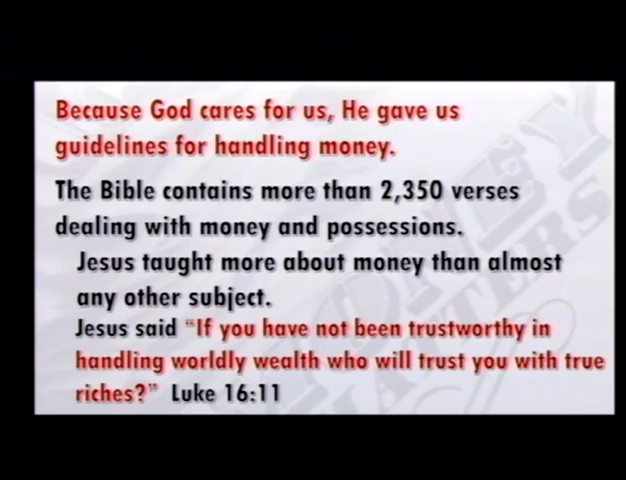 Because God cares for us, He gave us
guidelines for handling money.
The Bible contains more than 2,350 verses
dealing with money and possessions.
Jesus taught more about money than almost
any other subject.
Jesus said "If you have not been trustworthy in
handling worldly wealth who will trust you with true
riches?" Luke 16:11
MONEY
MATTERS